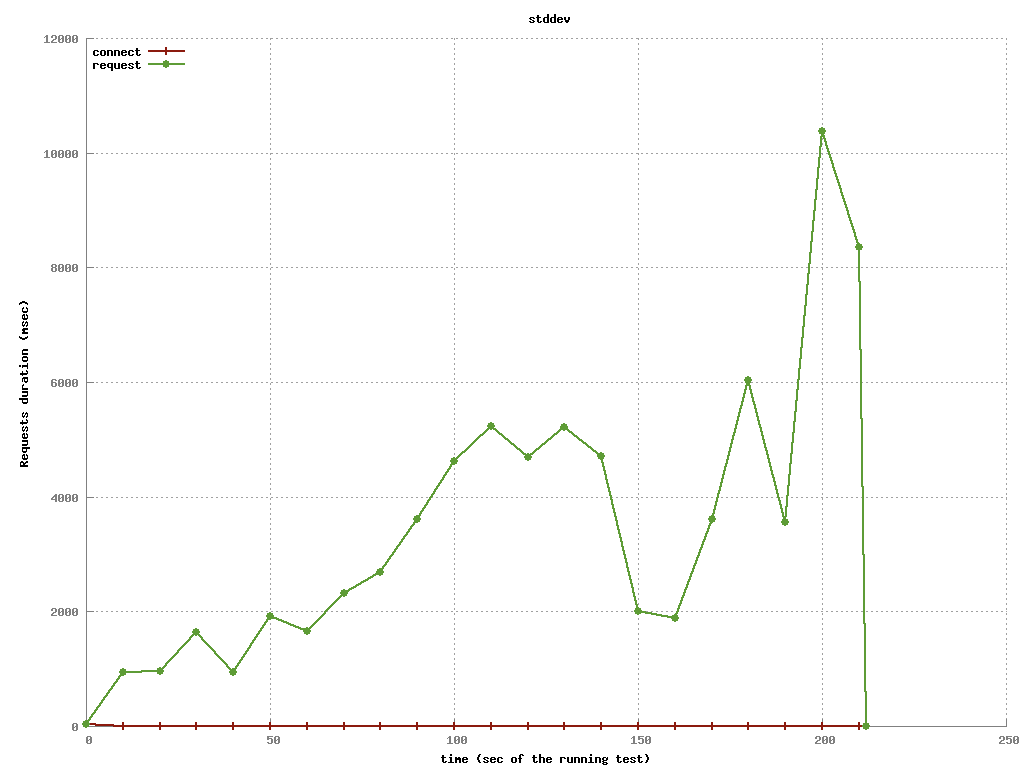 stddev
12000
connect
request
10000
8000
6000
4000
2000
0
Requests duration (msec)
0 50 100 150 200 250
time (sec of the running test)